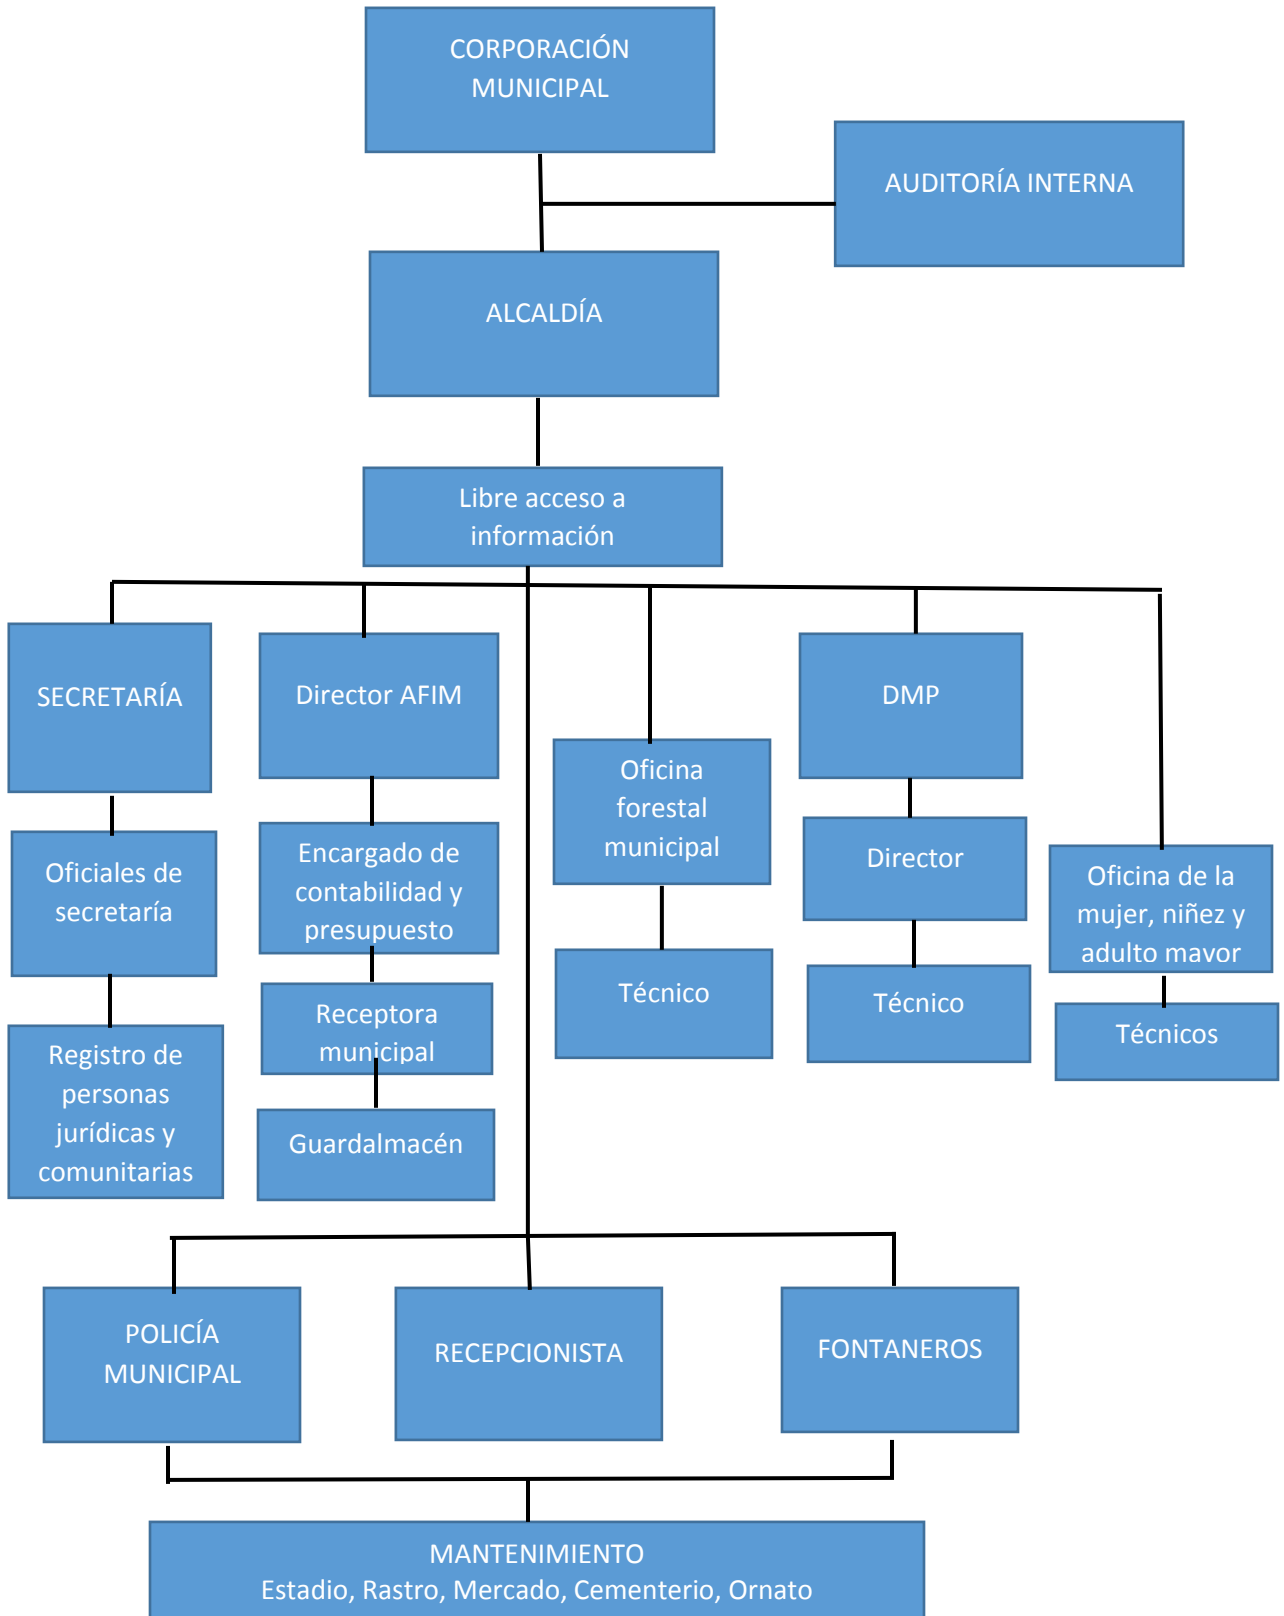 CORPORACIÓN
MUNICIPAL
AUDITORÍA INTERNA
ALCALDÍA
Libre acceso a
información
SECRETARÍA
Oficiales de
secretaría
Registro de
personas
jurídicas y
comunitarias
Director AFIM
Encargado de
contabilidad y
presupuesto
Receptora
municipal
Guardalmacén
Oficina
forestal
municipal
Técnico
DMP
Director
Técnico
Oficina de la
mujer, niñez y
adulto mayor
Técnicos
POLICÍA
MUNICIPAL
RECEPCIONISTA
FONTANEROS
MANTENIMIENTO
Estadio, Rastro, Mercado, Cementerio, Ornato